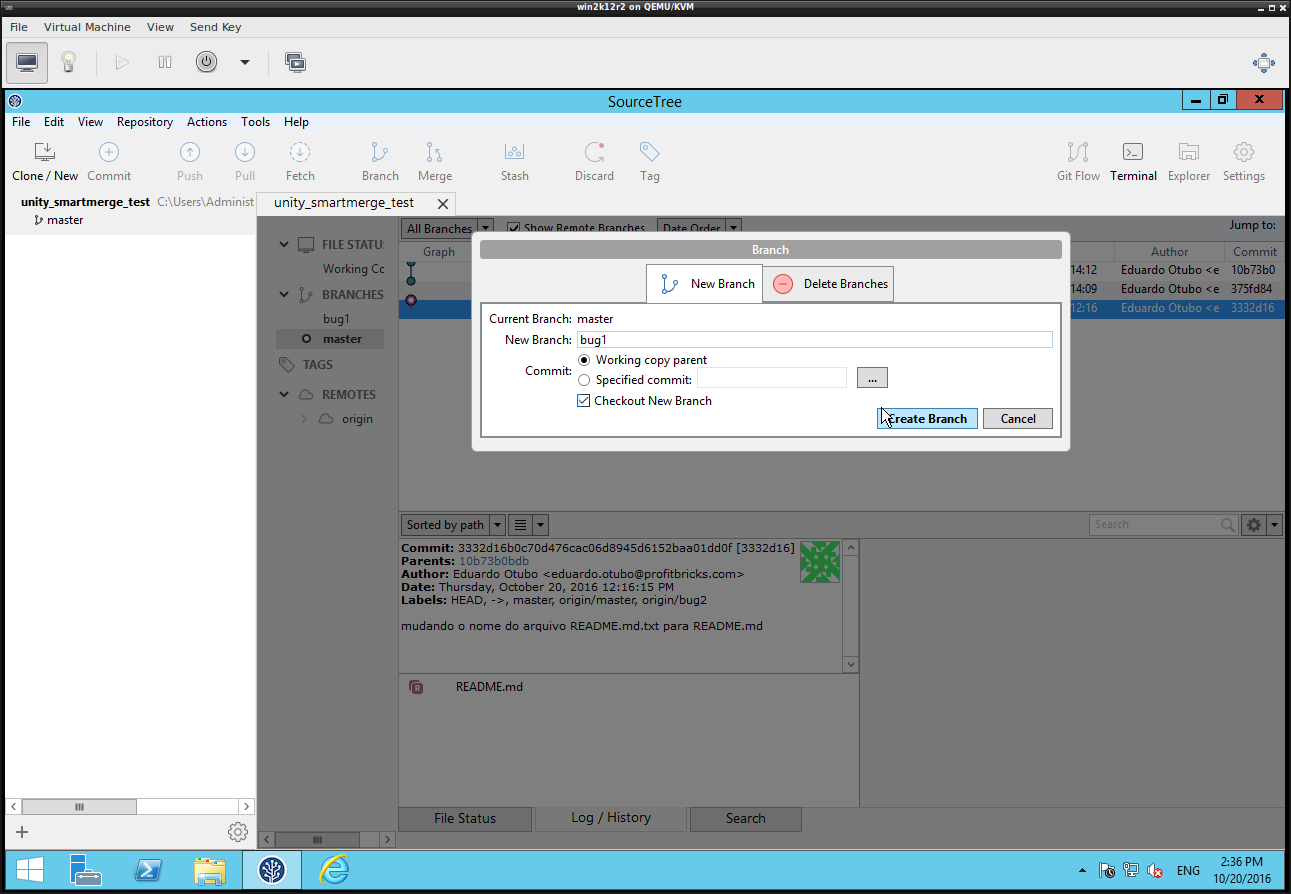 win2k12r2 on QEMU/KVM
File Virtual Machine View Send Key
SourceTree
File Edit View Repository Actions Tools Help
Clone / New Commit Push Pull Fetch Branch Merge Stash Discard Tag Git Flow Terminal Explorer Settings
unity_smartmerge_test C:\Users\Administ
master
unity_smartmerge_test
FILE STATU
Working Cc
BRANCHES
bug1
master
TAGS
REMOTES
origin
All Branches Show Remote Branches Date Order Jump to:
Graph Author Commit
14:12 Eduardo Otubo <e 10b73b0
14:09 Eduardo Otubo <e 375fd84
12:16 Eduardo Otubo <e 3332d16
Branch
New Branch Delete Branches
Current Branch: master
New Branch: bug1
Commit: Working copy parent
Specified commit: ...
Checkout New Branch
Create Branch Cancel
Sorted by path Search
Commit: 3332d16b0c70d476cac06d8945d6152baa01dd0f [3332d16]
Parents: 10b73b0bdb
Author: Eduardo Otubo <eduardo.otubo@profitbricks.com>
Date: Thursday, October 20, 2016 12:16:15 PM
Labels: HEAD, ->, master, origin/master, origin/bug2
mudando o nome do arquivo README.md.txt para README.md
R README.md
File Status Log / History Search
ENG 2:36 PM
10/20/2016